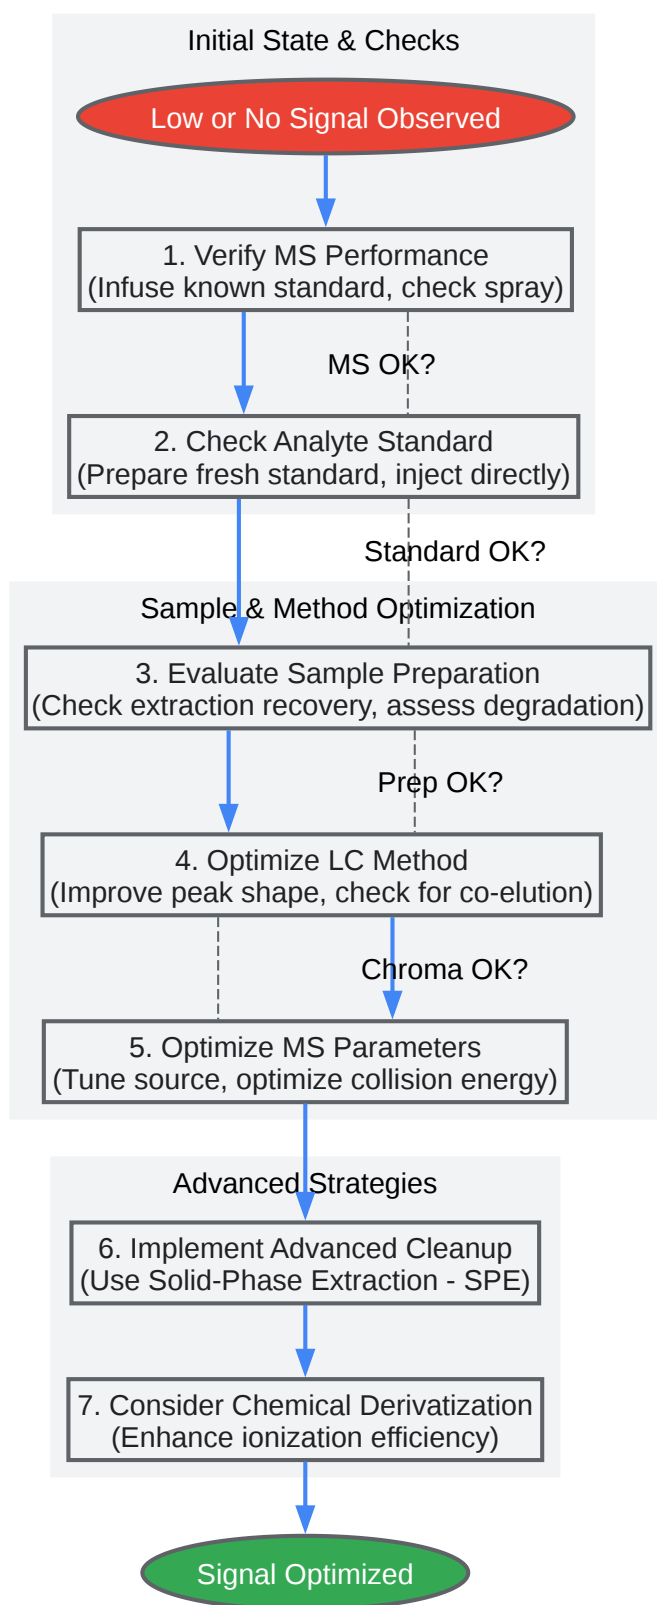 Initial State & Checks
Low or No Signal Observed
1. Verify MS Performance
(Infuse known standard, check spray)
MS OK?
2. Check Analyte Standard
(Prepare fresh standard, inject directly)
Standard OK?
Sample & Method Optimization
3. Evaluate Sample Preparation
(Check extraction recovery, assess degradation)
Prep OK?
4. Optimize LC Method
(Improve peak shape, check for co-elution)
Chroma OK?
5. Optimize MS Parameters
(Tune source, optimize collision energy)
Advanced Strategies
6. Implement Advanced Cleanup
(Use Solid-Phase Extraction - SPE)
7. Consider Chemical Derivatization
(Enhance ionization efficiency)
Signal Optimized